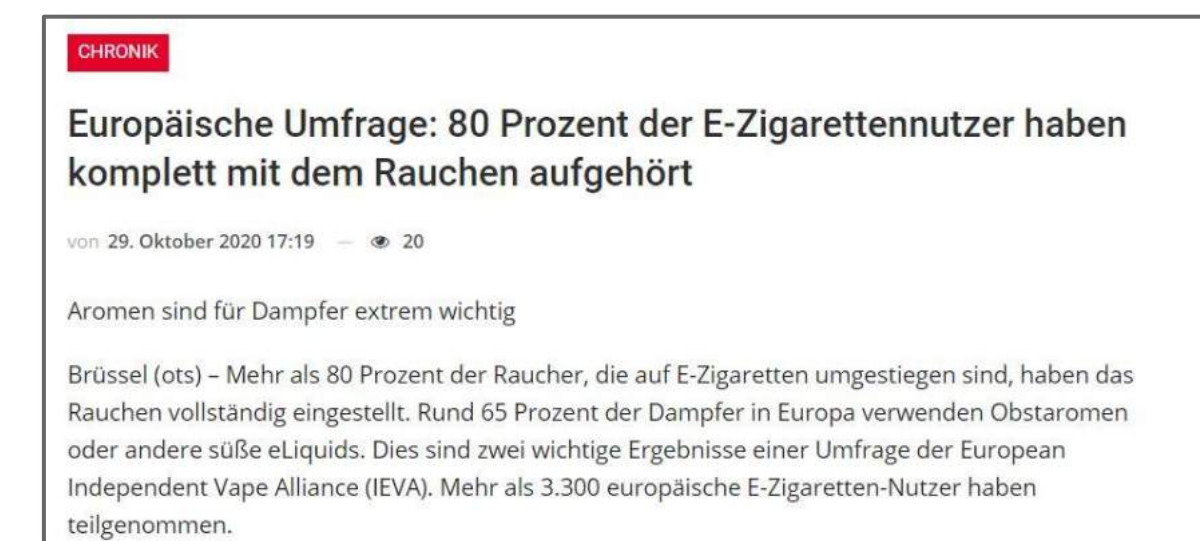 CHRONIK
Europäische Umfrage: 80 Prozent der E-Zigarettennutzer haben
komplett mit dem Rauchen aufgehört
von 29. Oktober 2020 17:19 — 20
Aromen sind für Dampfer extrem wichtig
Brüssel (ots) – Mehr als 80 Prozent der Raucher, die auf E-Zigaretten umgestiegen sind, haben das
Rauchen vollständig eingestellt. Rund 65 Prozent der Dampfer in Europa verwenden Obstaromen
oder andere süße eLiquids. Dies sind zwei wichtige Ergebnisse einer Umfrage der European
Independent Vape Alliance (IEVA). Mehr als 3.300 europäische E-Zigaretten-Nutzer haben
teilgenommen.